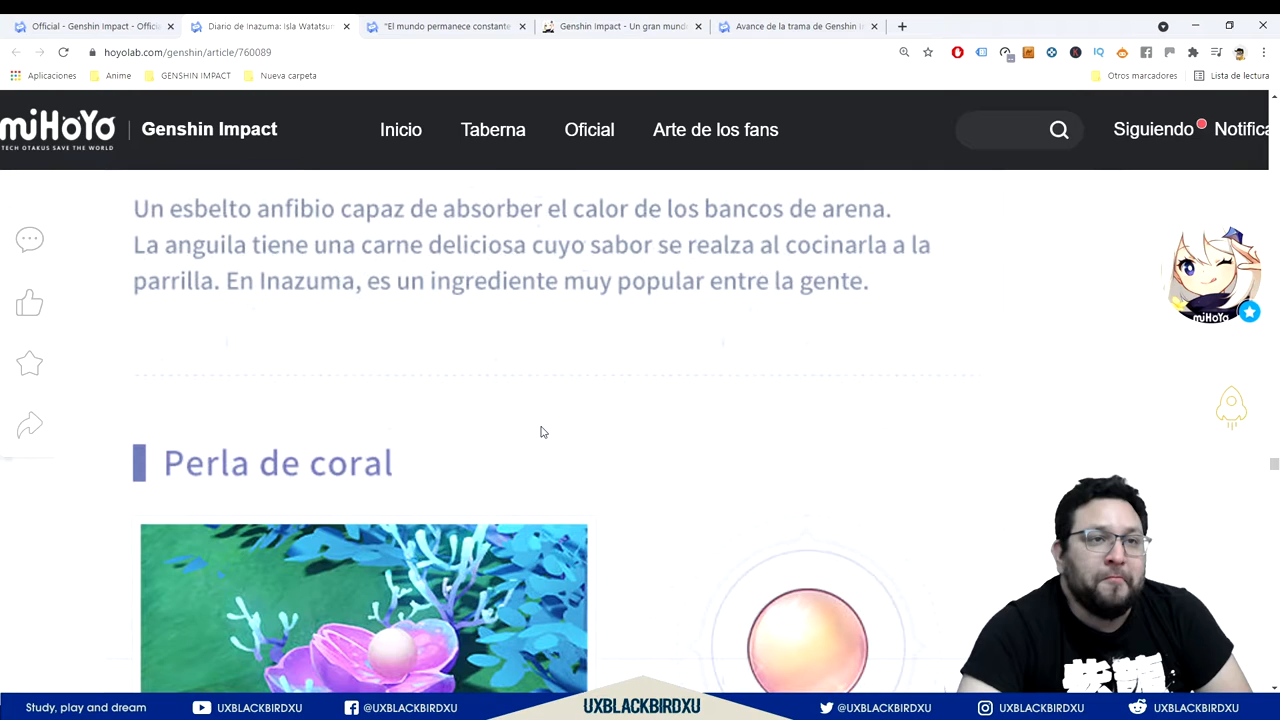 Official - Genshin Impact - Officie
Diario de Inazuma: Isla Watatsum
"El mundo permanece constante
Genshin Impact - Un gran mundo
Avance de la trama de Genshin I
hoyolab.com/genshin/article/760089
Aplicaciones
Anime
GENSHIN IMPACT
Nueva carpeta
Otros marcadores
Lista de lectura
miHoYo
TECH OTAKUS SAVE THE WORLD
Genshin Impact
Inicio
Taberna
Oficial
Arte de los fans
Siguiendo
Notifica
Un esbelto anfibio capaz de absorber el calor de los bancos de arena.
La anguila tiene una carne deliciosa cuyo sabor se realza al cocinarla a la
parrilla. En Inazuma, es un ingrediente muy popular entre la gente.
miHoYo
Perla de coral
Study, play and dream
UXBLACKBIRDXU
@UXBLACKBIRDXU
UXBLACKBIRDXU
@UXBLACKBIRDXU
UXBLACKBIRDXU
UXBLACKBIRDXU